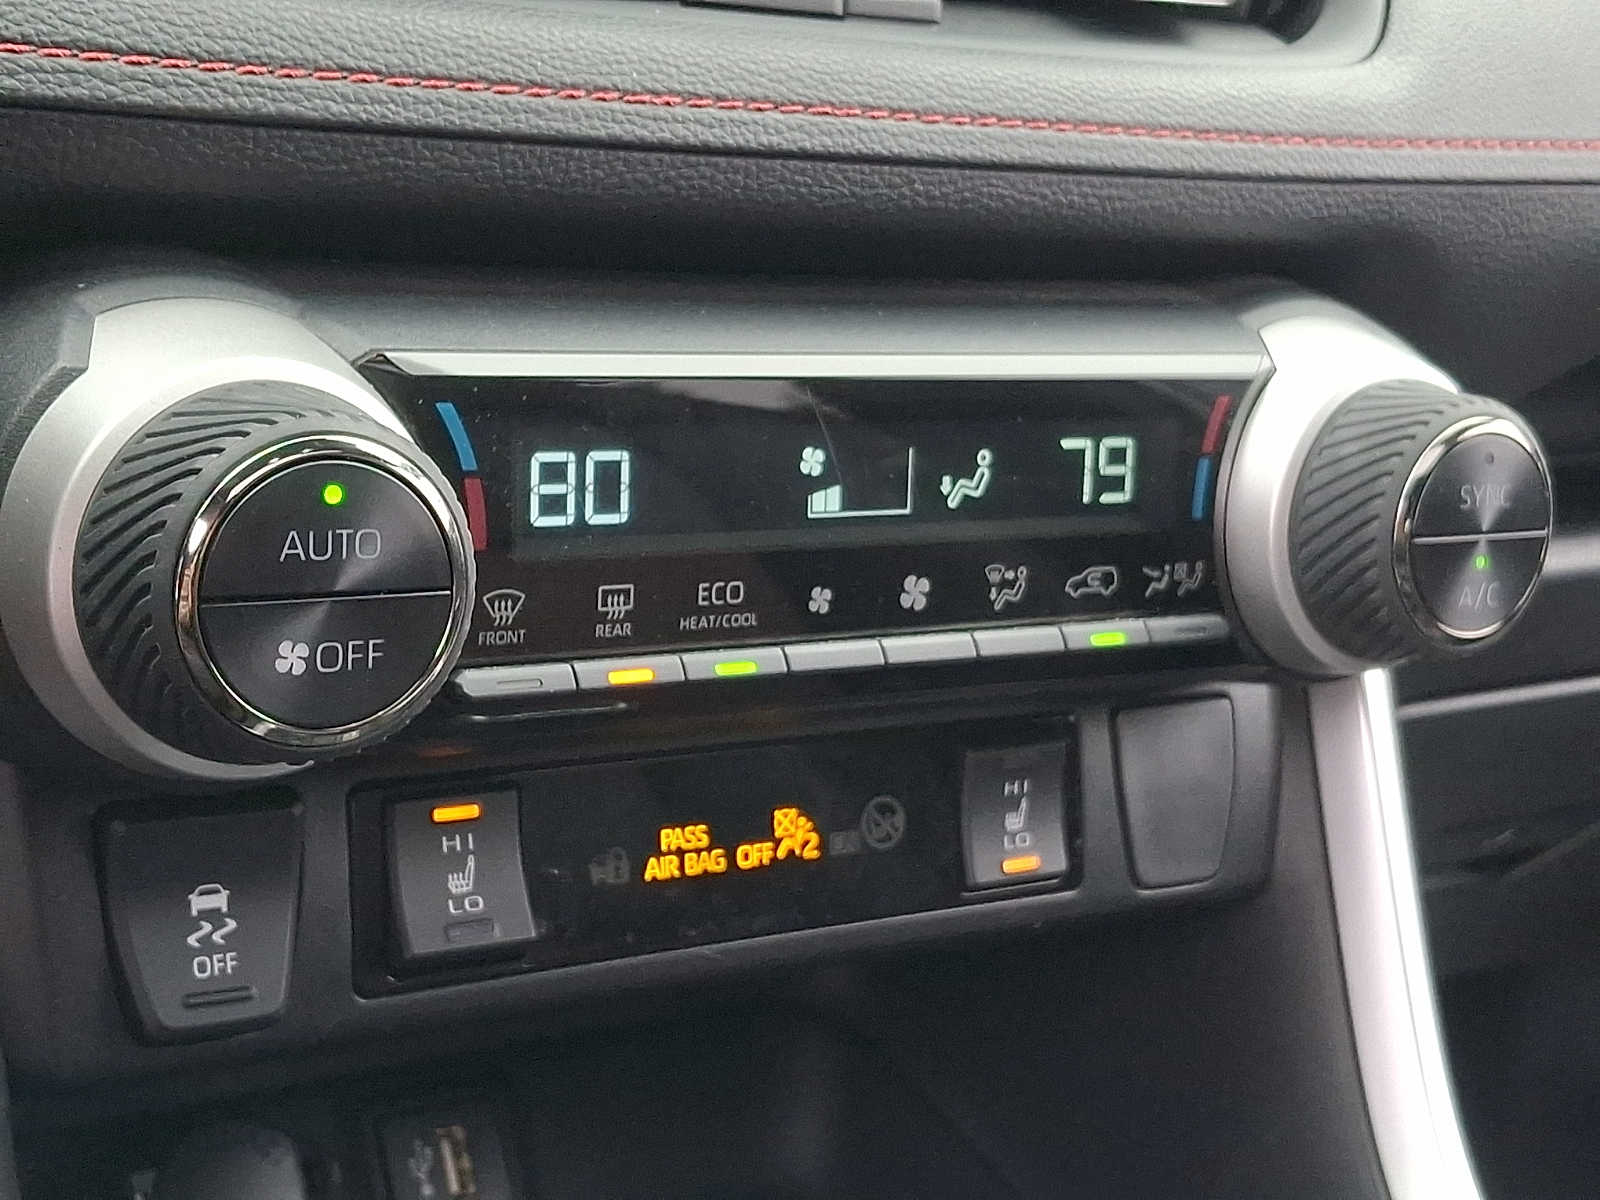 80
79
AUTO
OFF
SYNC
A/C
FRONT
REAR
ECO
HEAT/COOL
OFF
HI
LO
PASS
AIR BAG OFF
2
HI
LO